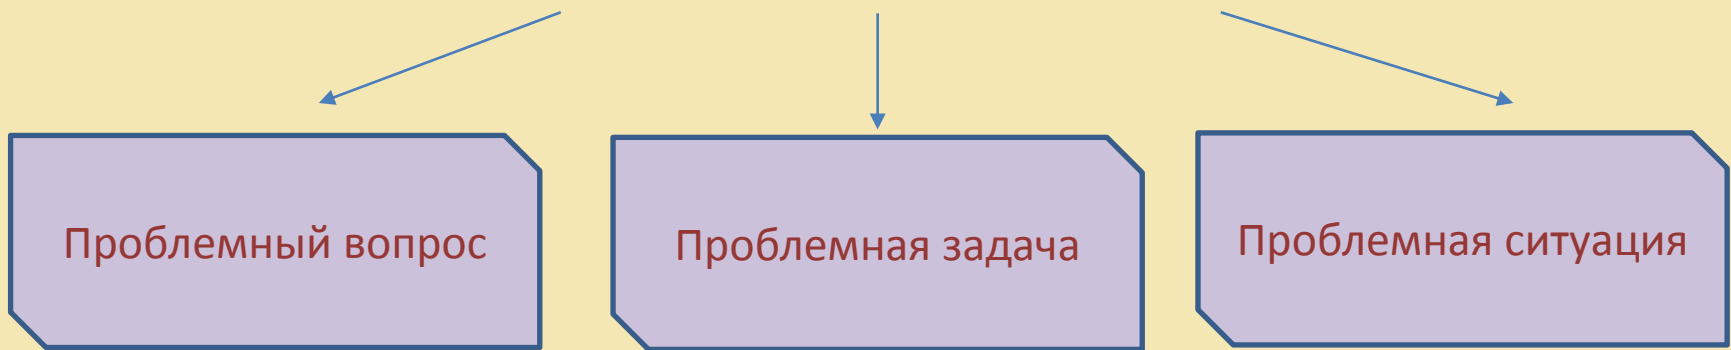 Проблемный вопрос
Проблемная задача
Проблемная ситуация